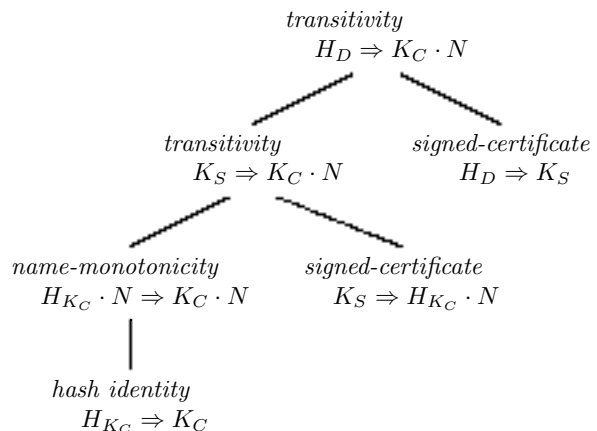 transitivity
H_D ⇒ K_C · N
transitivity
K_S ⇒ K_C · N
signed-certificate
H_D ⇒ K_S
name-monotonicity
H_{K_C} · N ⇒ K_C · N
signed-certificate
K_S ⇒ H_{K_C} · N
hash identity
H_{K_C} ⇒ K_C